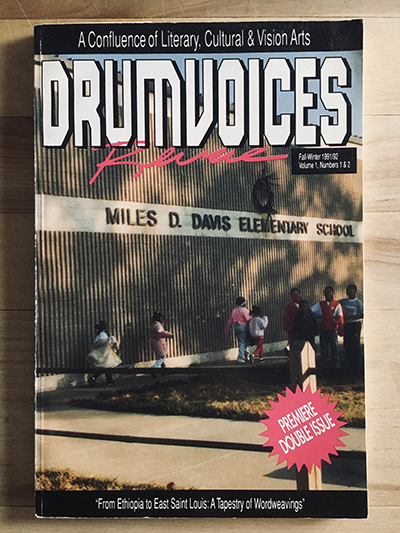 A Confluence of Literary, Cultural & Vision Arts
DRUMVOICES
Revue
Fall-Winter 1991/92
Volume 1, Numbers 1 & 2
MILES D. DAVIS ELEMENTARY SCHOOL
PREMIERE
DOUBLE ISSUE
"From Ethiopia to East Saint Louis: A Tapestry of Wordweavings"